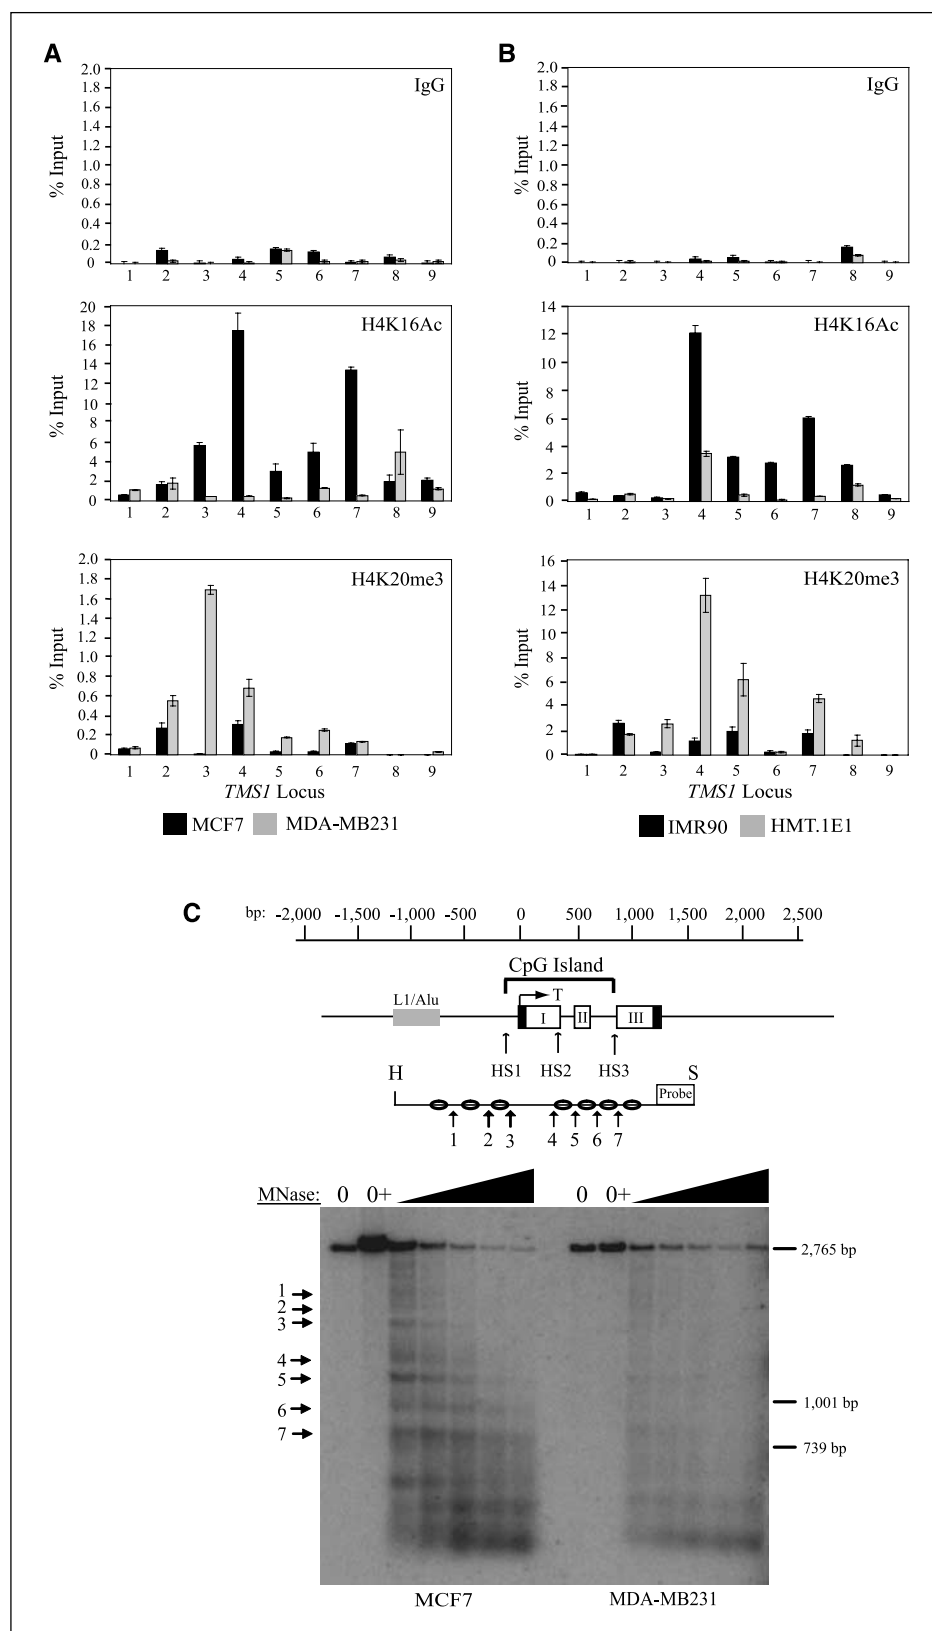 A
IgG
% Input
2.0
1.8
1.6
1.4
1.2
1.0
0.8
0.6
0.4
0.2
0
1 2 3 4 5 6 7 8 9
H4K16Ac
% Input
20
18
16
14
12
10
8
6
4
2
0
1 2 3 4 5 6 7 8 9
H4K20me3
% Input
2.0
1.8
1.6
1.4
1.2
1.0
0.8
0.6
0.4
0.2
0
1 2 3 4 5 6 7 8 9
TMS1 Locus
MCF7 MDA-MB231
B
IgG
% Input
2.0
1.8
1.6
1.4
1.2
1.0
0.8
0.6
0.4
0.2
0
1 2 3 4 5 6 7 8 9
H4K16Ac
% Input
14
12
10
8
6
4
2
0
1 2 3 4 5 6 7 8 9
H4K20me3
% Input
16
14
12
10
8
6
4
2
0
1 2 3 4 5 6 7 8 9
TMS1 Locus
IMR90 HMT.1E1
C
bp: -2,000 -1,500 -1,000 -500 0 500 1,000 1,500 2,000 2,500
CpG Island
L1/Alu T
I II III
HS1 HS2 HS3
H S
Probe
1 2 3 4 5 6 7
MNase: 0 0+ 0 0+
2,765 bp
1
2
3
4
5
6
7
1,001 bp
739 bp
MCF7 MDA-MB231